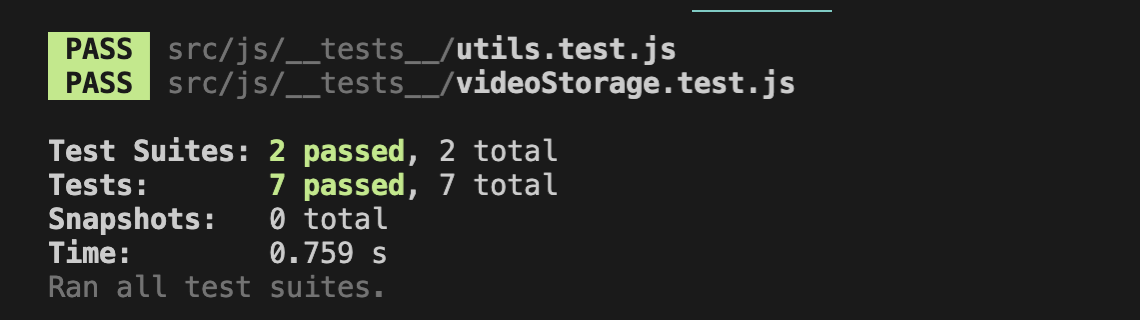 PASS src/js/__tests__/utils.test.js
PASS src/js/__tests__/videoStorage.test.js
Test Suites: 2 passed, 2 total
Tests: 7 passed, 7 total
Snapshots: 0 total
Time: 0.759 s
Ran all test suites.